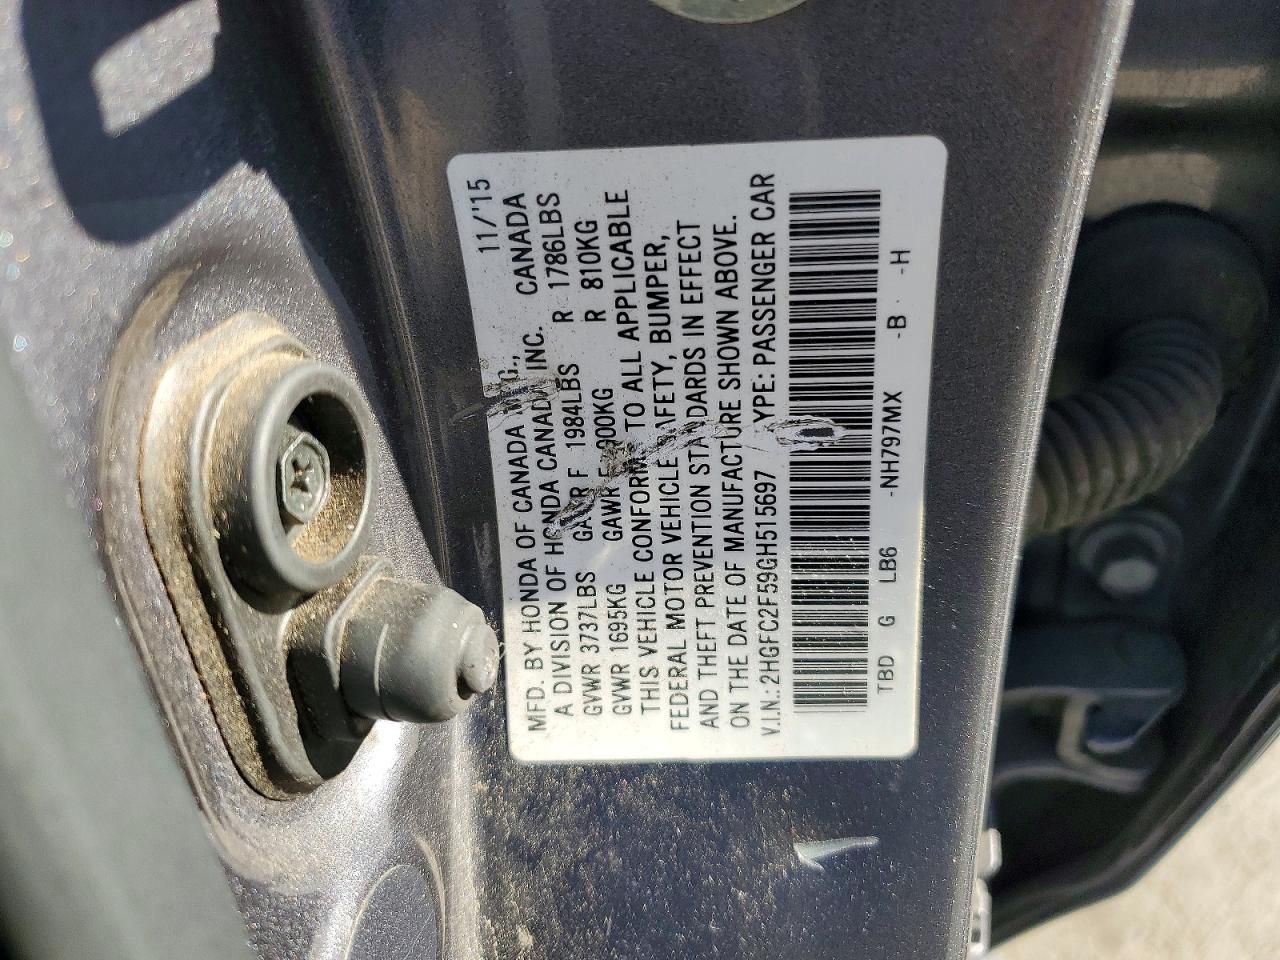 MFD. BY HONDA OF CANADA MFG., 11/'15
A DIVISION OF HONDA CANADA INC. CANADA
GVWR 3737LBS GAWR F 1984LBS R 1786LBS
GVWR 1695KG GAWR F 900KG R 810KG
THIS VEHICLE CONFORMS TO ALL APPLICABLE
FEDERAL MOTOR VEHICLE SAFETY, BUMPER,
AND THEFT PREVENTION STANDARDS IN EFFECT
ON THE DATE OF MANUFACTURE SHOWN ABOVE.
V.I.N.: 2HGFC2F59GH515697 TYPE: PASSENGER CAR
TBD G LB6 -NH797MX -B -H